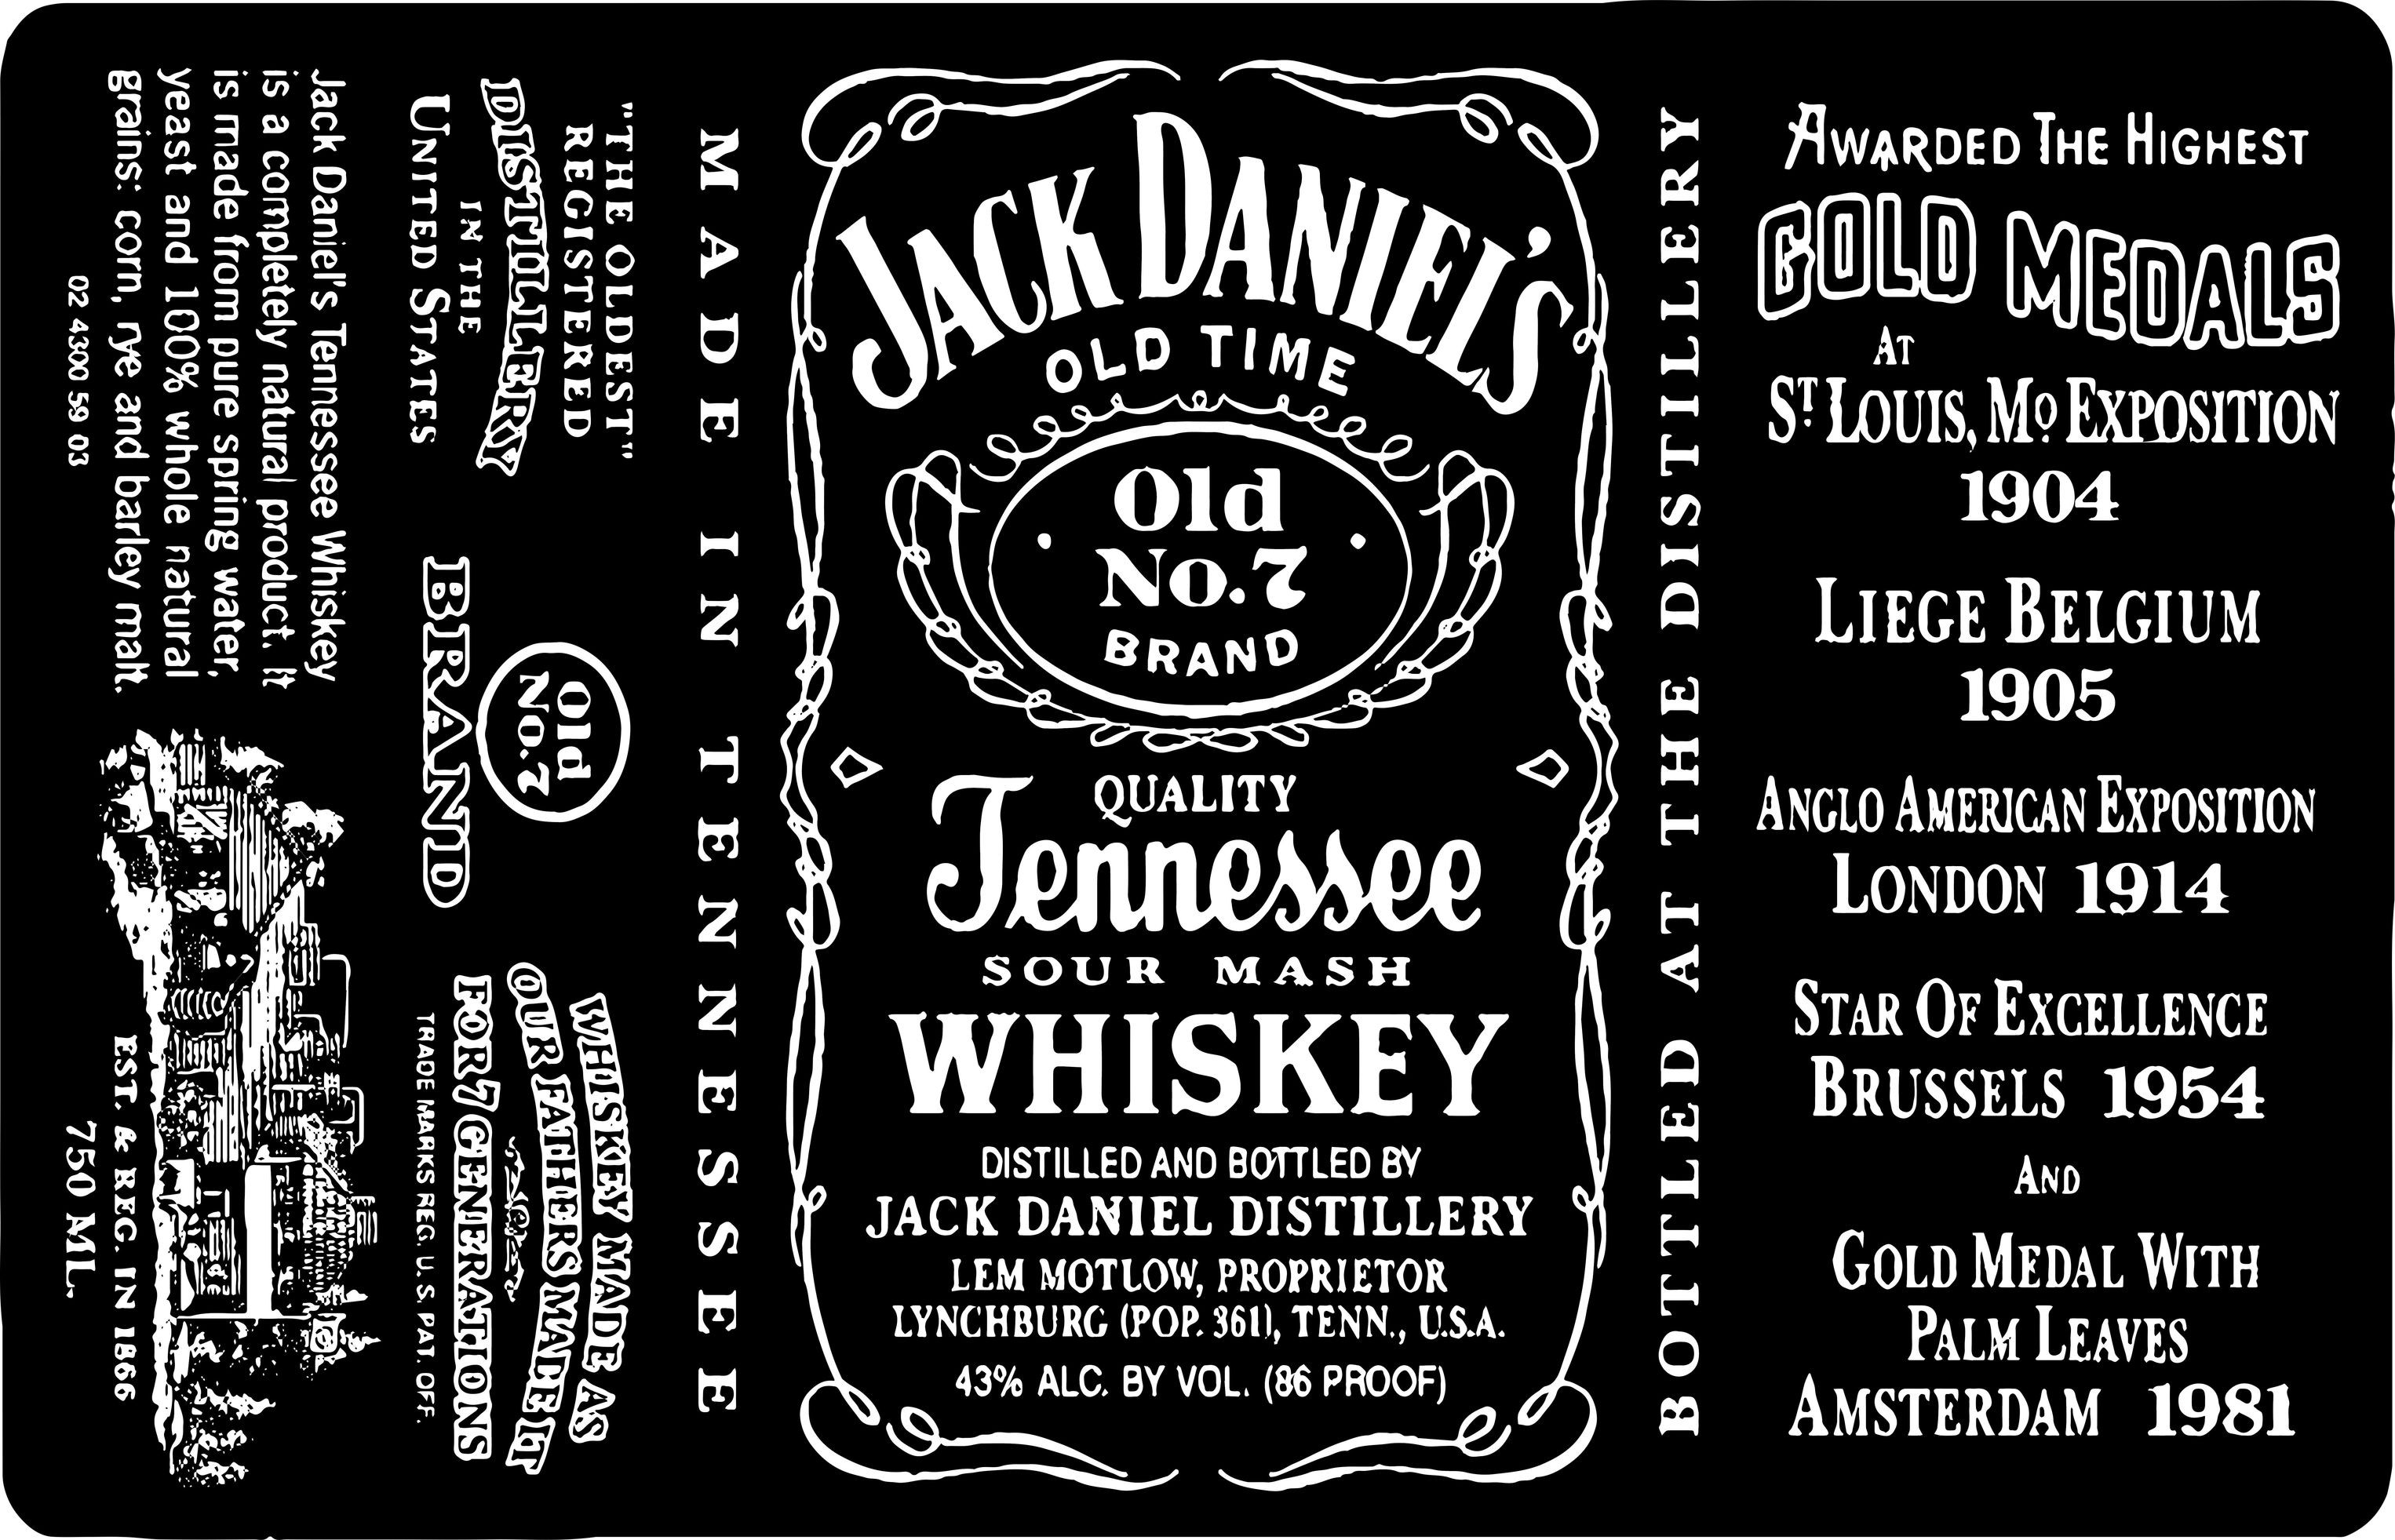 "THE OLDEST"
REGISTERED
DISTILLERY
IN THE
UNITED STATES
Jack Daniel's Tennessee Whiskey
is a completely natural product. It
is made from pure spring water,
yeast and 100% whole natural
grains: corn, rye and barley malt.
02 4300 59 03
Old
No.7
BRAND
WHISKEY MADE AS
OUR FATHERS MADE IT
FOR 7 GENERATIONS
TRADE MARKS REG. U.S. PAT. OFF.
EST. & REG. IN 1866
750 ML.
MADE IN TENNESSEE
JACK DANIEL'S
OLD TIME
Old
No.7
BRAND
QUALITY
Tennessee
SOUR MASH
WHISKEY
DISTILLED AND BOTTLED BY
JACK DANIEL DISTILLERY
LEM MOTLOW, PROPRIETOR
LYNCHBURG (POP. 361), TENN., U.S.A.
43% ALC. BY VOL. (86 PROOF)
BOTTLED AT THE DISTILLERY
AWARDED THE HIGHEST
GOLD MEDALS
AT
ST LOUIS, MO EXPOSITION
1904
LIEGE BELGIUM
1905
ANGLO AMERICAN EXPOSITION
LONDON 1914
STAR OF EXCELLENCE
BRUSSELS 1954
AND
GOLD MEDAL WITH
PALM LEAVES
AMSTERDAM 1981